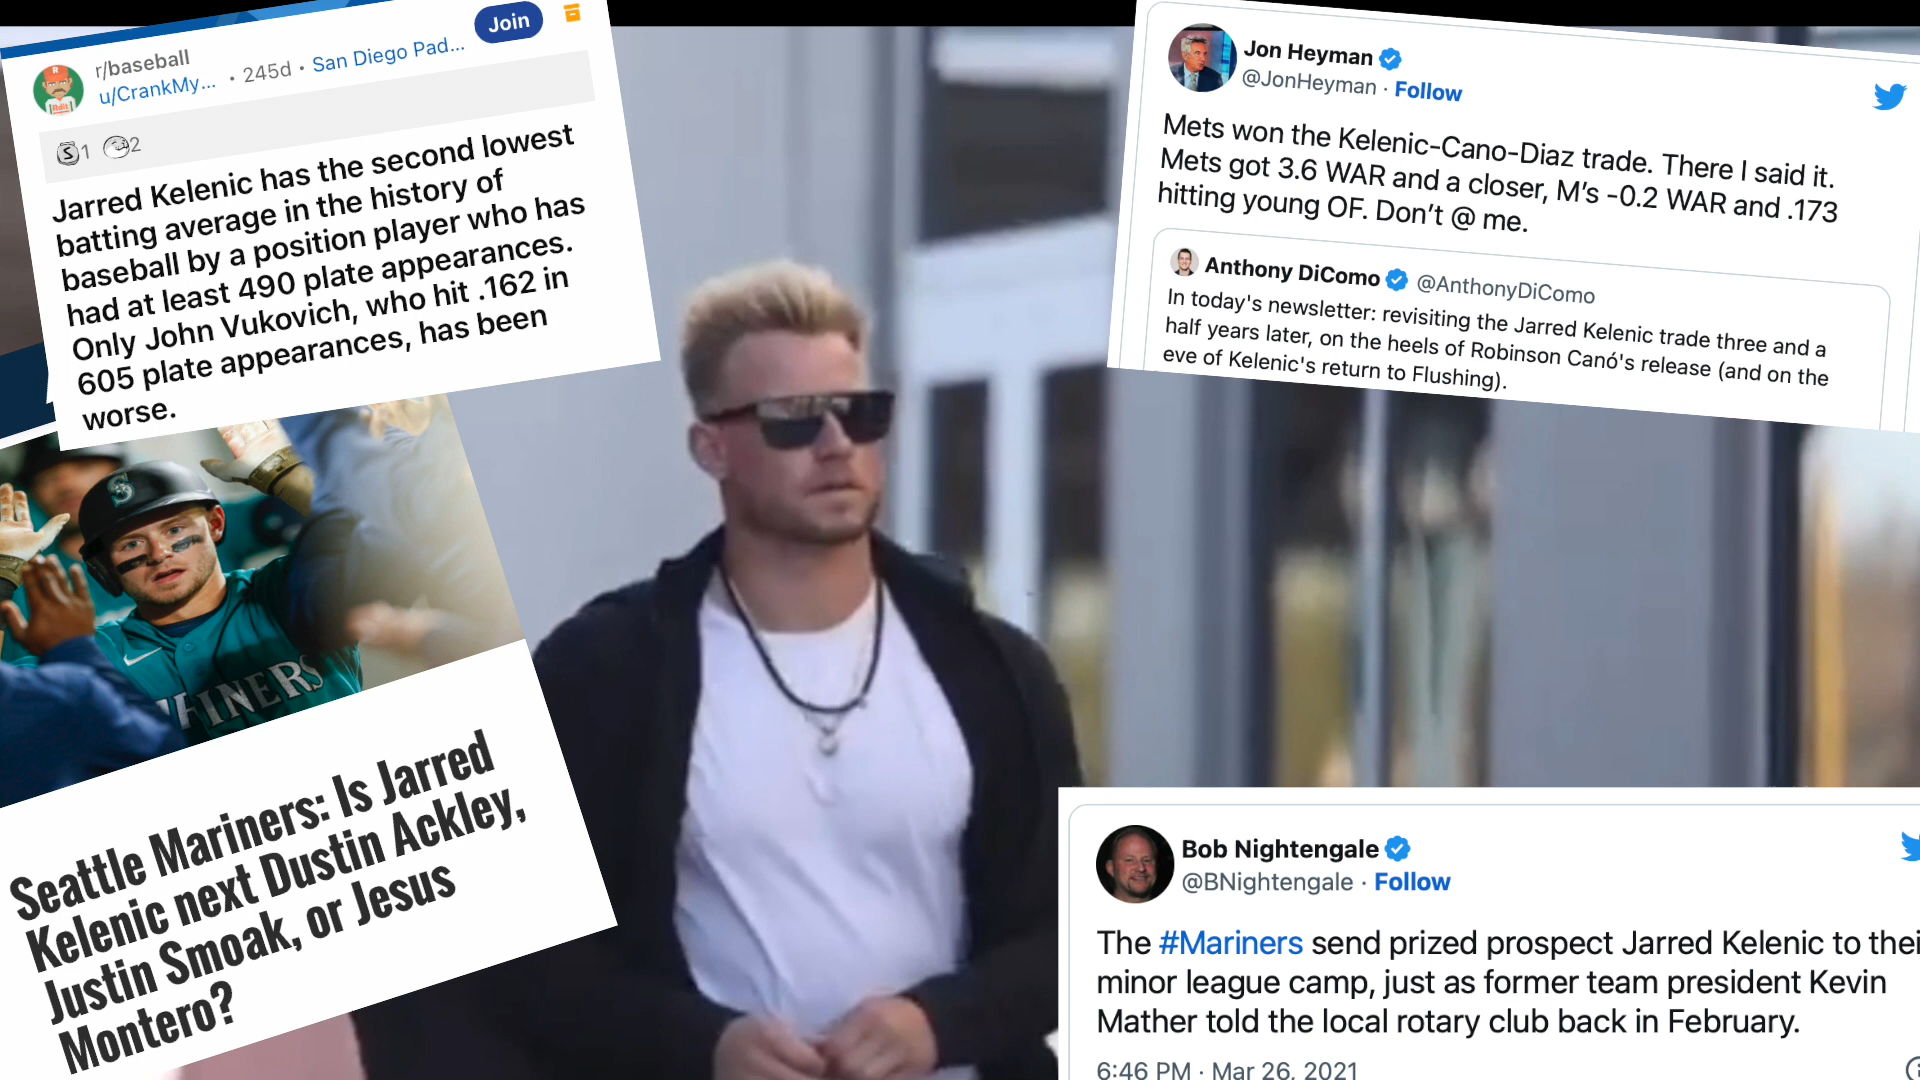 r/baseball
u/CrankMy... · 245d · San Diego Pad...
Join
1 2
Jarred Kelenic has the second lowest
batting average in the history of
baseball by a position player who has
had at least 490 plate appearances.
Only John Vukovich, who hit .162 in
605 plate appearances, has been
worse.
Jon Heyman
@JonHeyman · Follow
Mets won the Kelenic-Cano-Diaz trade. There I said it.
Mets got 3.6 WAR and a closer, M’s -0.2 WAR and .173
hitting young OF. Don’t @ me.
Anthony DiComo @AnthonyDiComo
In today's newsletter: revisiting the Jarred Kelenic trade three and a
half years later, on the heels of Robinson Canó's release (and on the
eve of Kelenic's return to Flushing).
S
RINERS
Seattle Mariners: Is Jarred
Kelenic next Dustin Ackley,
Justin Smoak, or Jesus
Montero?
Bob Nightengale
@BNightengale · Follow
The #Mariners send prized prospect Jarred Kelenic to thei
minor league camp, just as former team president Kevin
Mather told the local rotary club back in February.
6:46 PM · Mar 26, 2021